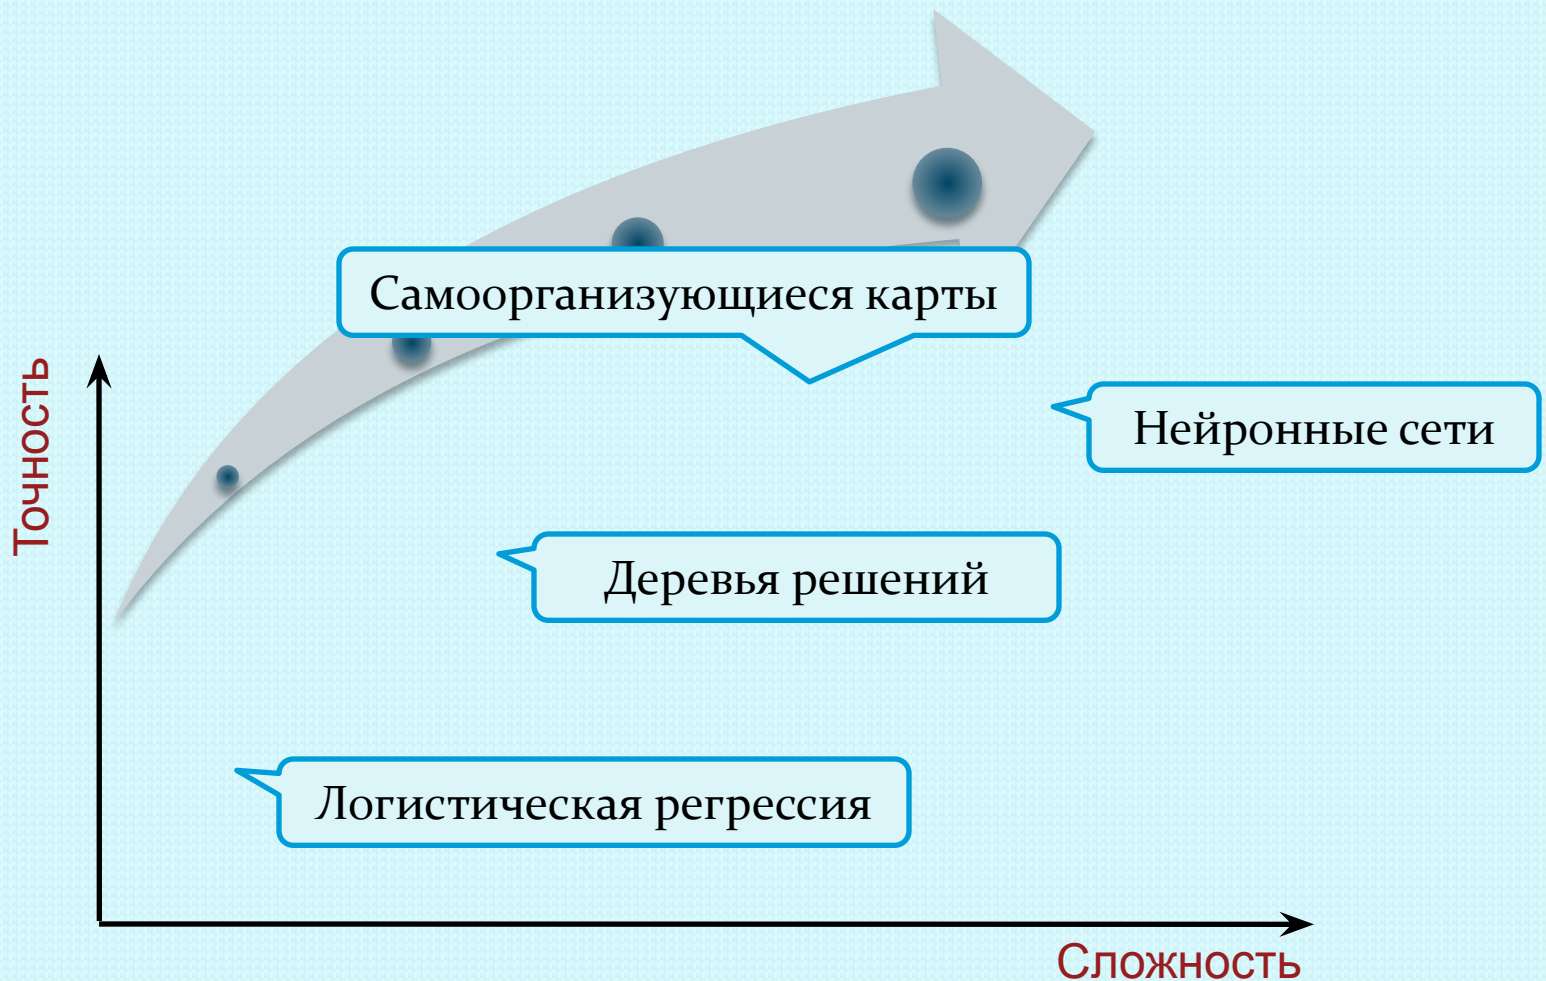 Самоорганизующиеся карты
Точность
Нейронные сети
Деревья решений
Логистическая регрессия
Сложность